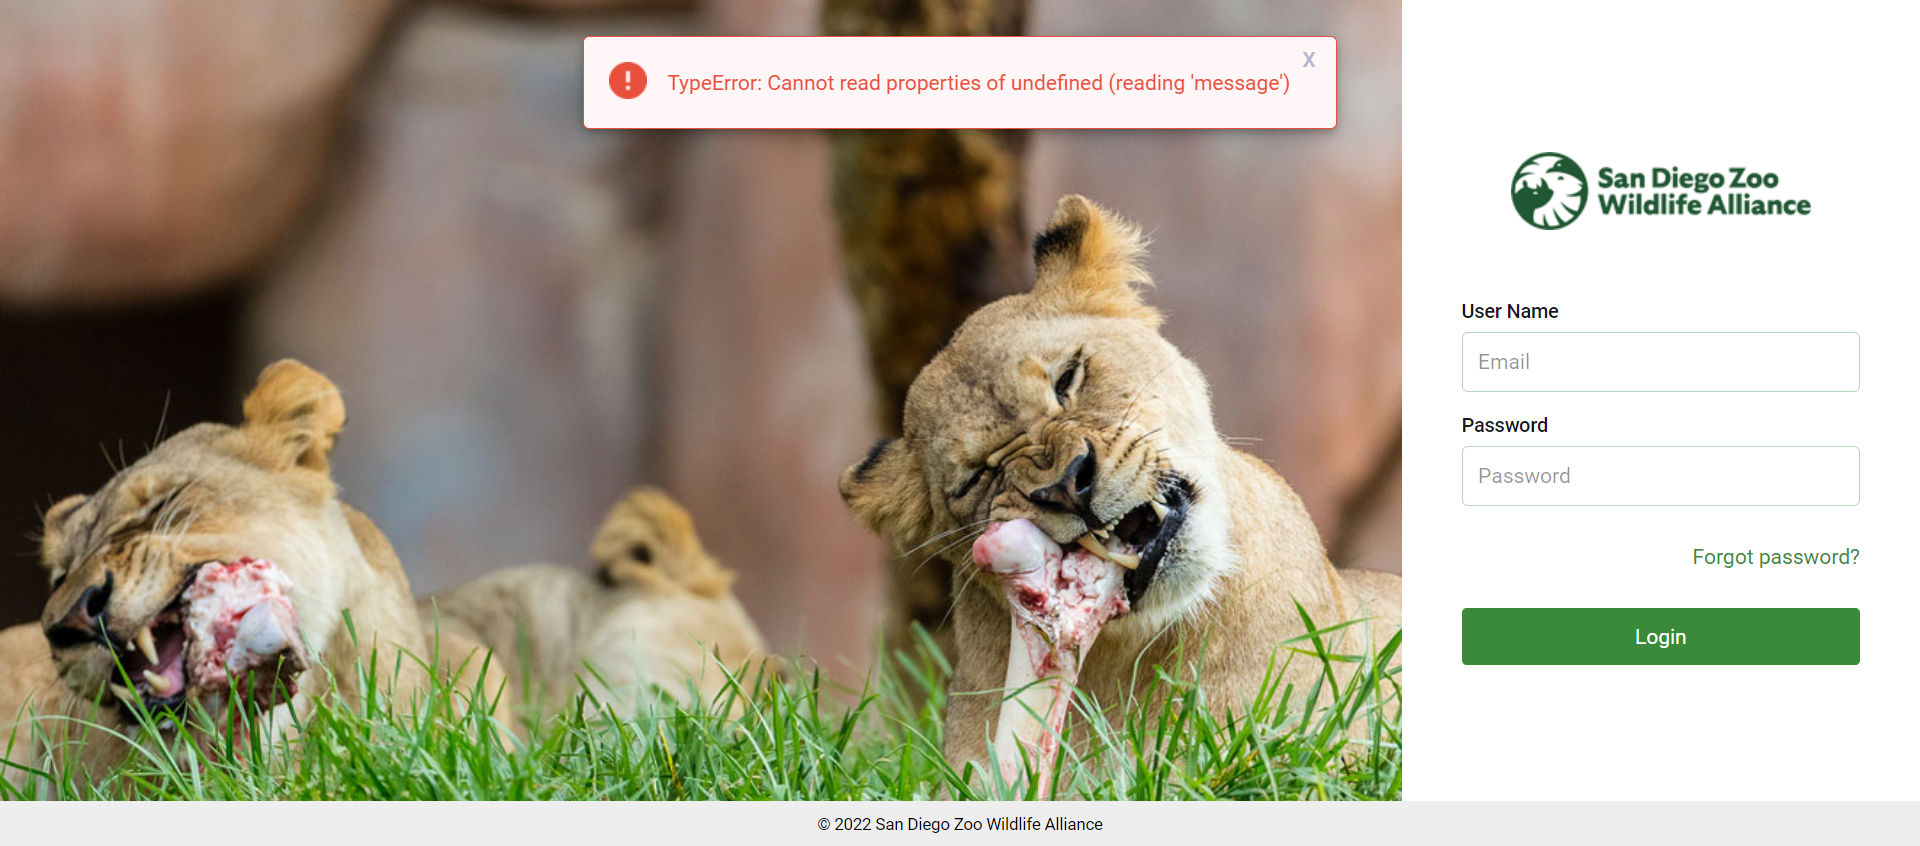 X
TypeError: Cannot read properties of undefined (reading 'message')
San Diego Zoo
Wildlife Alliance
User Name
Email
Password
Password
Forgot password?
Login
© 2022 San Diego Zoo Wildlife Alliance